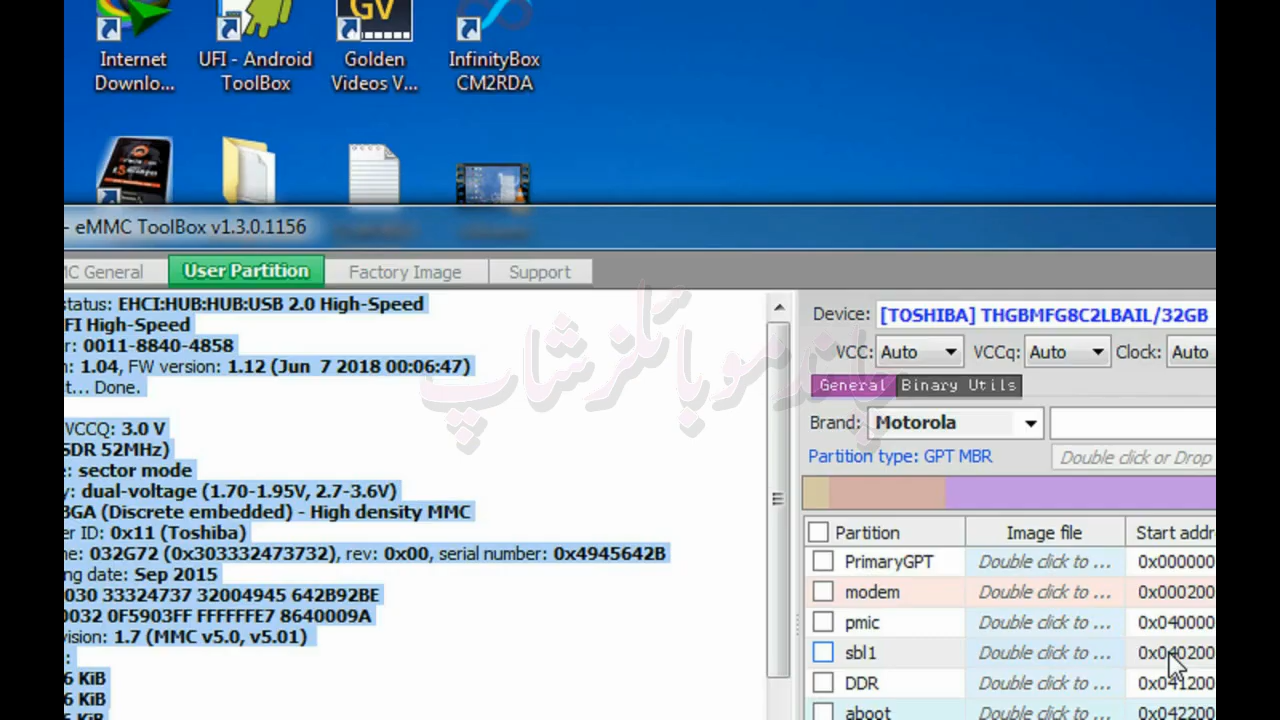 Internet
Downlo...
UFI - Android
ToolBox
GV
Golden
Videos V...
InfinityBox
CM2RDA
- eMMC ToolBox v1.3.0.1156
C General
User Partition
Factory Image
Support
status: EHCI:HUB:HUB:USB 2.0 High-Speed
FI High-Speed
r: 0011-8840-4858
: 1.04, FW version: 1.12 (Jun 7 2018 00:06:47)
t... Done.
VCCQ: 3.0 V
SDR 52MHz)
: sector mode
y: dual-voltage (1.70-1.95V, 2.7-3.6V)
BGA (Discrete embedded) - High density MMC
er ID: 0x11 (Toshiba)
ne: 032G72 (0x303332473732), rev: 0x00, serial number: 0x4945642B
ng date: Sep 2015
030 33324737 32004945 642B92BE
0032 0F5903FF FFFFFFE7 8640009A
vision: 1.7 (MMC v5.0, v5.01)
:
6 KiB
6 KiB
6 KiB
Device: [TOSHIBA] THGBMFG8C2LBAIL/32GB
VCC: Auto VCCq: Auto Clock: Auto
General Binary Utils
Brand: Motorola
Partition type: GPT MBR
Double click or Drop
Partition Image file Start addr
PrimaryGPT Double click to ... 0x000000
modem Double click to ... 0x000200
pmic Double click to ... 0x040000
sbl1 Double click to ... 0x040200
DDR Double click to ... 0x041200
aboot Double click to ... 0x042200
چاند موبائلز شاپ